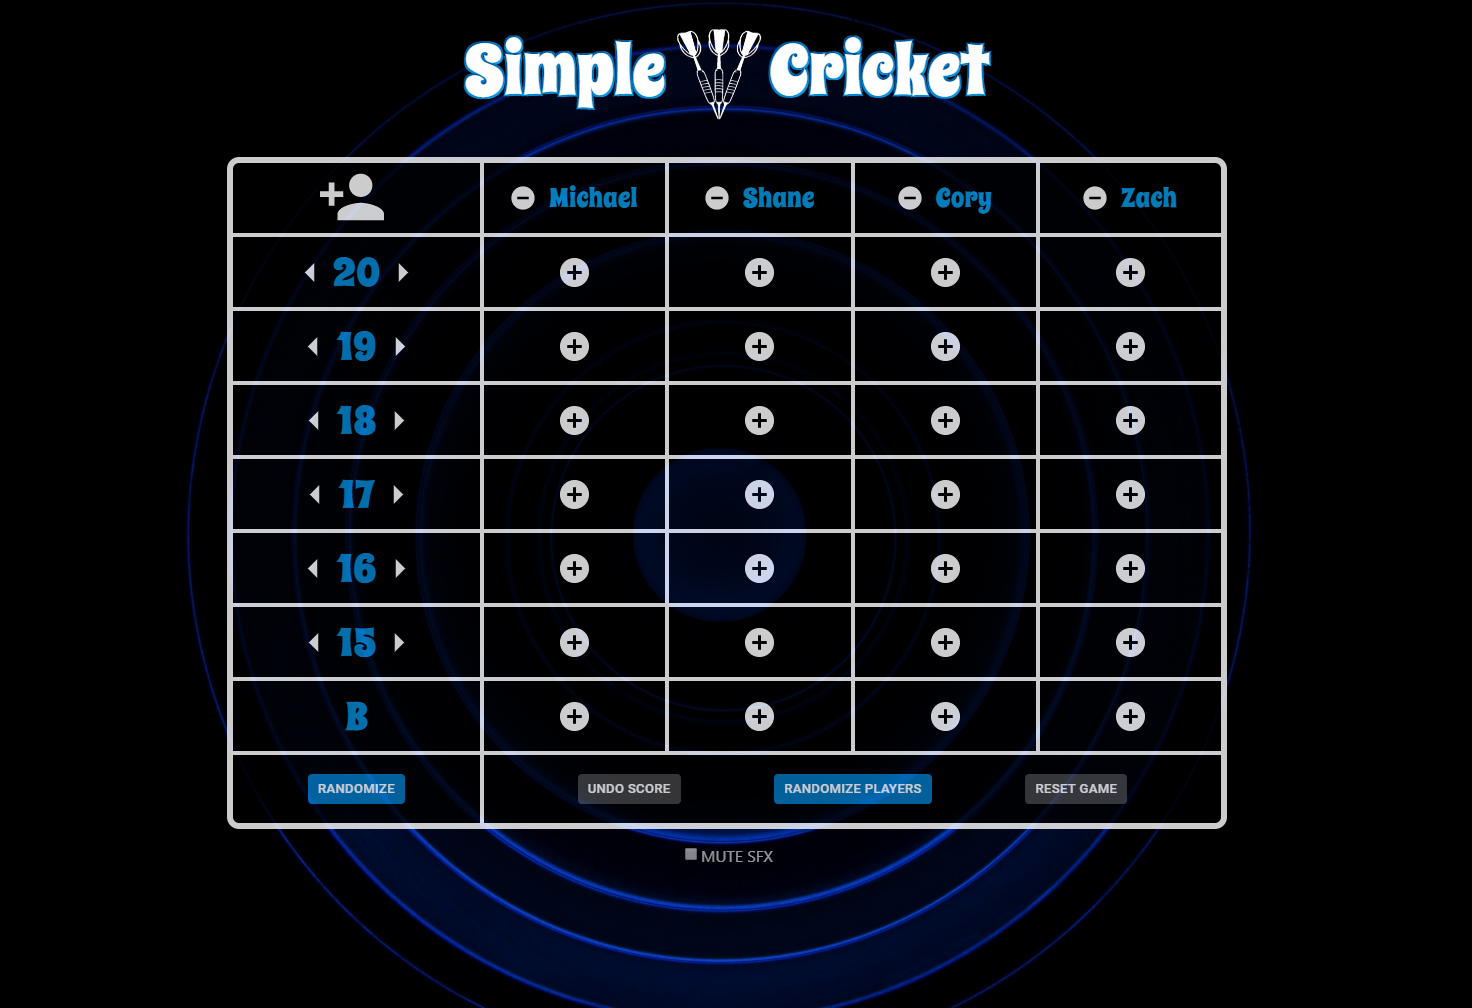 Simple Cricket
Michael Shane Cory Zach
20
19
18
17
16
15
B
RANDOMIZE UNDO SCORE RANDOMIZE PLAYERS RESET GAME
MUTE SFX